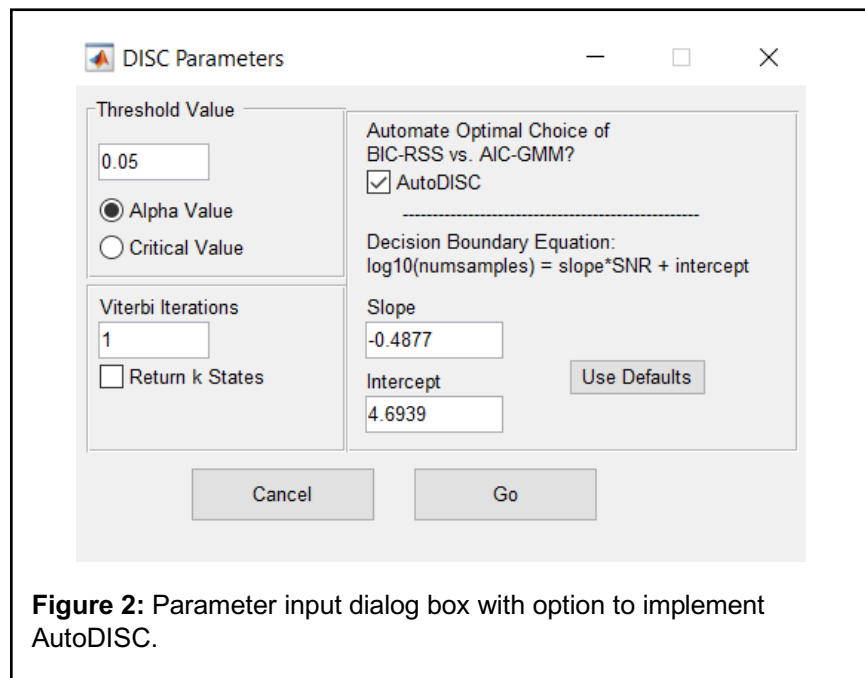 DISC Parameters
Threshold Value
0.05
Alpha Value
Critical Value
Viterbi Iterations
1
Return k States
Automate Optimal Choice of
BIC-RSS vs. AIC-GMM?
AutoDISC
--------------------------------------------------
Decision Boundary Equation:
log10(numsamples) = slope*SNR + intercept
Slope
-0.4877
Intercept
4.6939
Use Defaults
Cancel
Go
Figure 2: Parameter input dialog box with option to implement
AutoDISC.